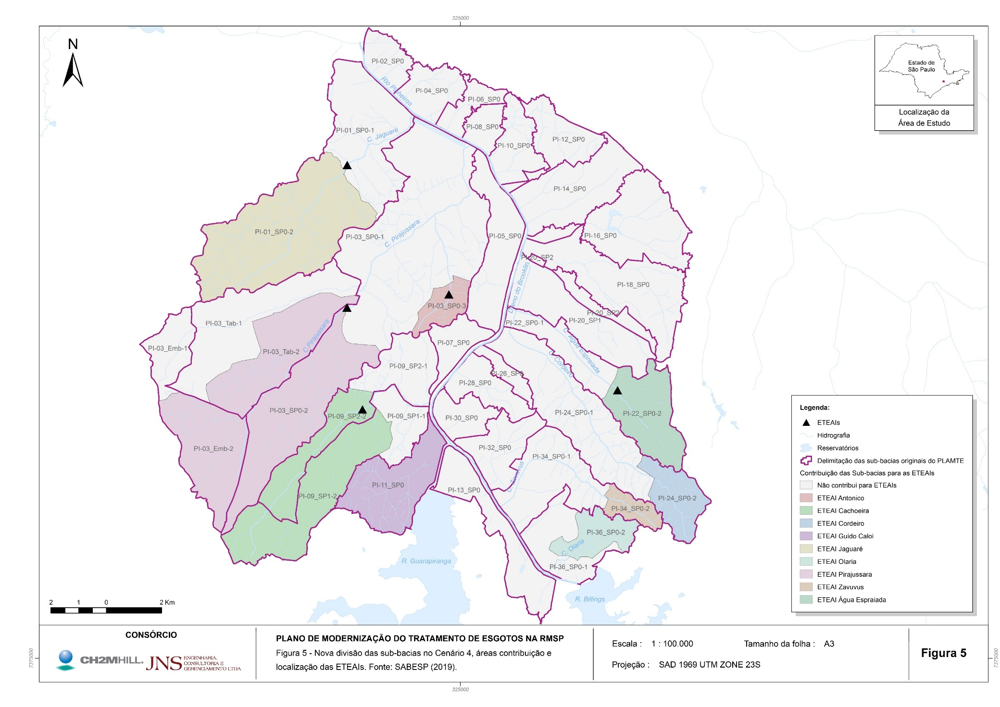 325000
N
PI-02_SP0
Rio Pinheiros
PI-04_SP0
PI-06_SP0
PI-01_SP0-1
C. Jaguaré
PI-08_SP0
PI-10_SP0
PI-12_SP0
PI-14_SP0
PI-01_SP0-2
PI-03_SP0-1
C. Pirajussara
PI-05_SP0
PI-16_SP0
PI-20_SP2
Dreno do Brooklin
PI-18_SP0
PI-03_SP0-3
PI-20_SP2
PI-20_SP1
PI-22_SP0-1
PI-03_Tab-1
C.Pirajussara
C. Água Espraiada
PI-03_Emb-1
PI-03_Tab-2
PI-07_SP0
C. Cordeiro
PI-09_SP2-1
PI-26_SP0
PI-28_SP0
PI-03_SP0-2
PI-09_SP2-2
PI-09_SP1-1
PI-30_SP0
PI-24_SP0-1
PI-22_SP0-2
PI-03_Emb-2
PI-32_SP0
PI-34_SP0-1
C. Zavuvus
PI-11_SP0
PI-13_SP0
PI-09_SP1-2
PI-24_SP0-2
PI-34_SP0-2
PI-36_SP0-2
C. Olaria
PI-36_SP0-1
R. Guarapiranga
R. Billings
Estado de
São Paulo
Localização da
Área de Estudo
Legenda:
ETEAIs
Hidrografia
Reservatórios
Delimitação das sub-bacias originais do PLAMTE
Contribuição das Sub-bacias para as ETEAIs
Não contribui para ETEAIs
ETEAI Antonico
ETEAI Cachoeira
ETEAI Cordeiro
ETEAI Guido Caloi
ETEAI Jaguaré
ETEAI Olaria
ETEAI Pirajussara
ETEAI Zavuvus
ETEAI Água Espraiada
2 1 0 2 Km
CONSÓRCIO
CH2MHILL®
JNS ENGENHARIA,
CONSULTORIA E
GERENCIAMENTO LTDA
PLANO DE MODERNIZAÇÃO DO TRATAMENTO DE ESGOTOS NA RMSP
Figura 5 - Nova divisão das sub-bacias no Cenário 4, áreas contribuição e
localização das ETEAIs. Fonte: SABESP (2019).
Escala : 1 : 100.000 Tamanho da folha : A3
Projeção : SAD 1969 UTM ZONE 23S
Figura 5
7375000
7375000
325000